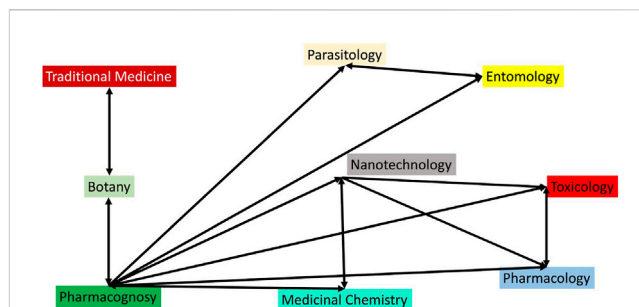 Parasitology
Traditional Medicine
Entomology
Nanotechnology
Botany
Toxicology
Pharmacology
Pharmacognosy
Medicinal Chemistry